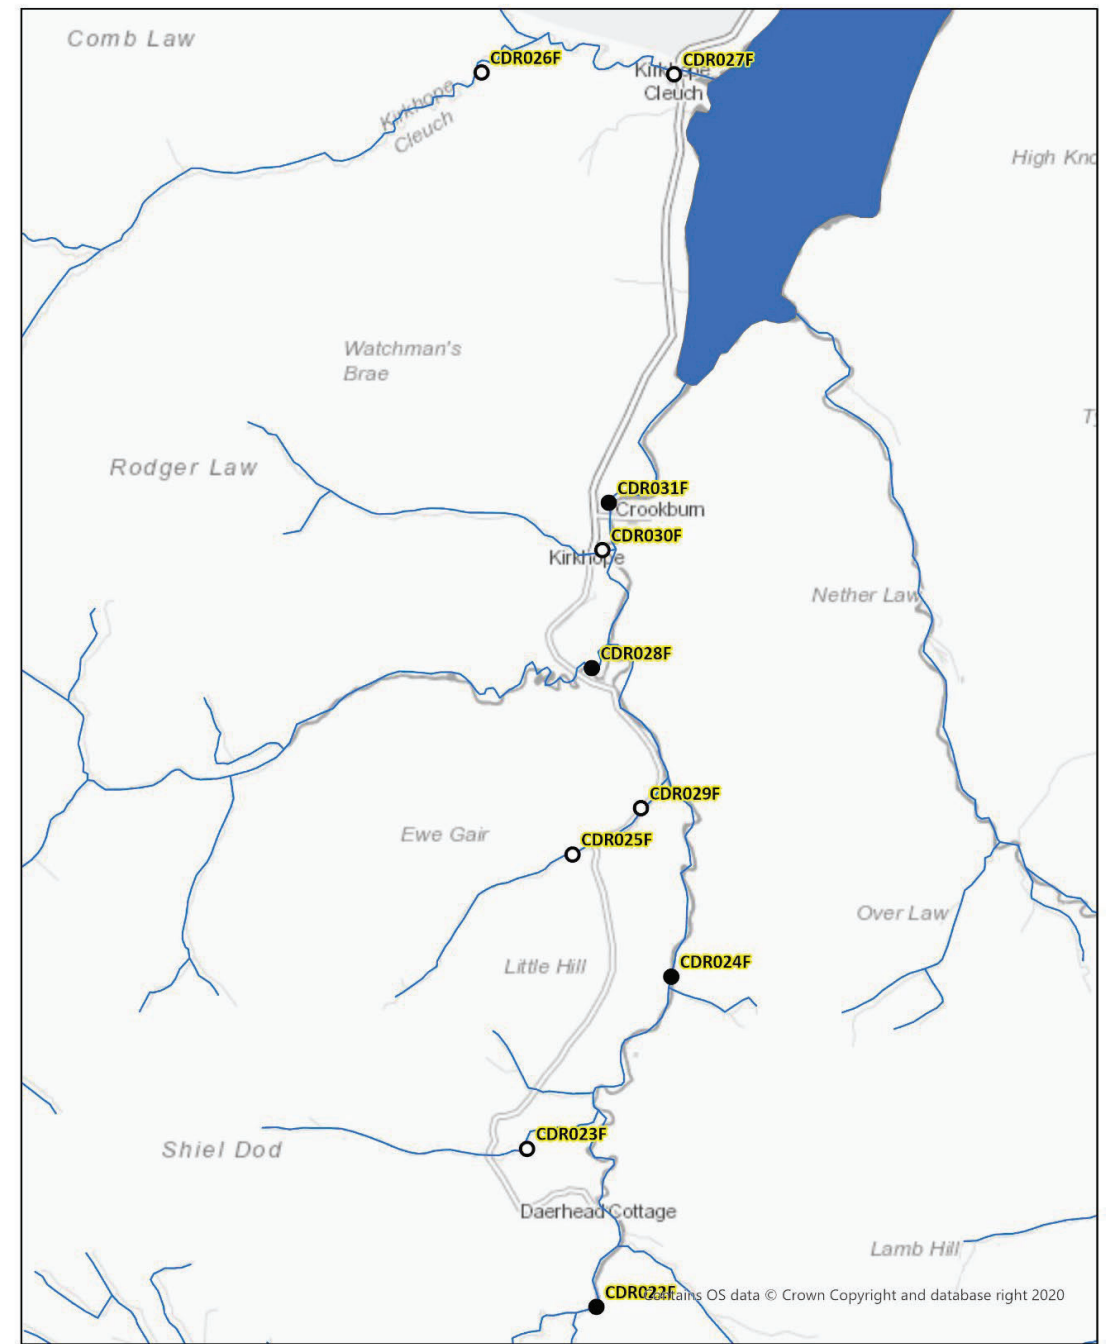 Comb Law
CDR026F
CDR027F
Kirkhope
Cleuch
Kirkhope
Cleuch
High Kno
Watchman's
Brae
Rodger Law
CDR031F
Crookburn
CDR030F
Kirkhope
Nether Law
CDR028F
CDR029F
CDR025F
Ewe Gair
Over Law
CDR024F
Little Hill
CDR023F
Shiel Dod
Daerhead Cottage
Lamb Hill
CDR022F
Contains OS data © Crown Copyright and database right 2020